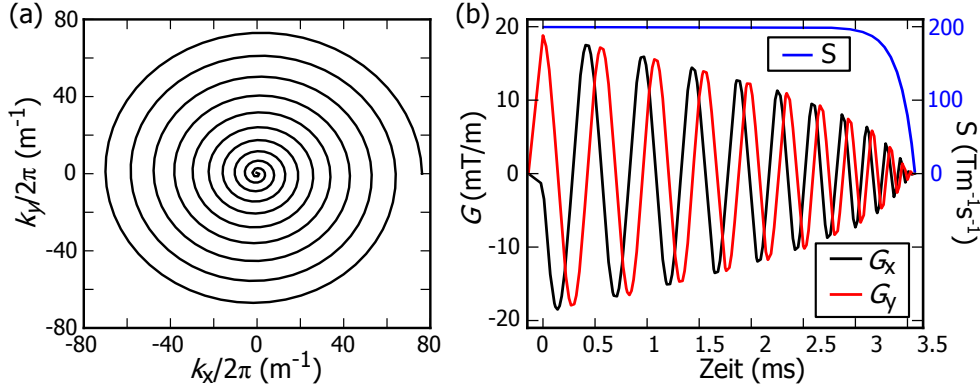 (a)
80
40
0
-40
-80
k_y/2π (m⁻¹)
-80
-40
0
40
80
k_x/2π (m⁻¹)
(b)
20
10
0
-10
-20
G (mT/m)
S
200
100
0
S (Tm⁻¹s⁻¹)
G_x
G_y
0
0.5
1
1.5
2
2.5
3
3.5
Zeit (ms)